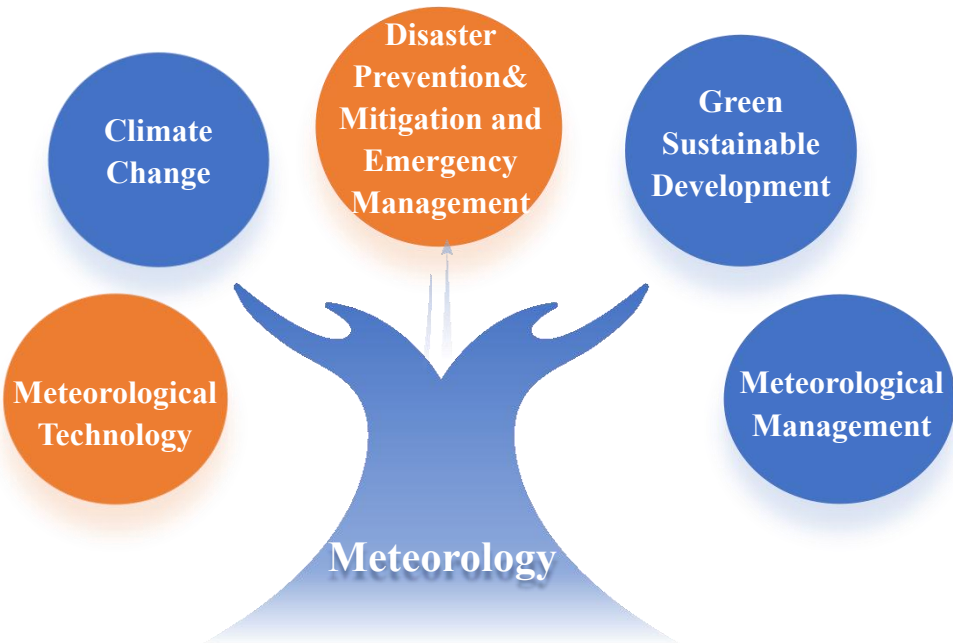 Disaster
Prevention&
Mitigation and
Emergency
Management
Climate
Change
Green
Sustainable
Development
Meteorological
Technology
Meteorological
Management
Meteorology